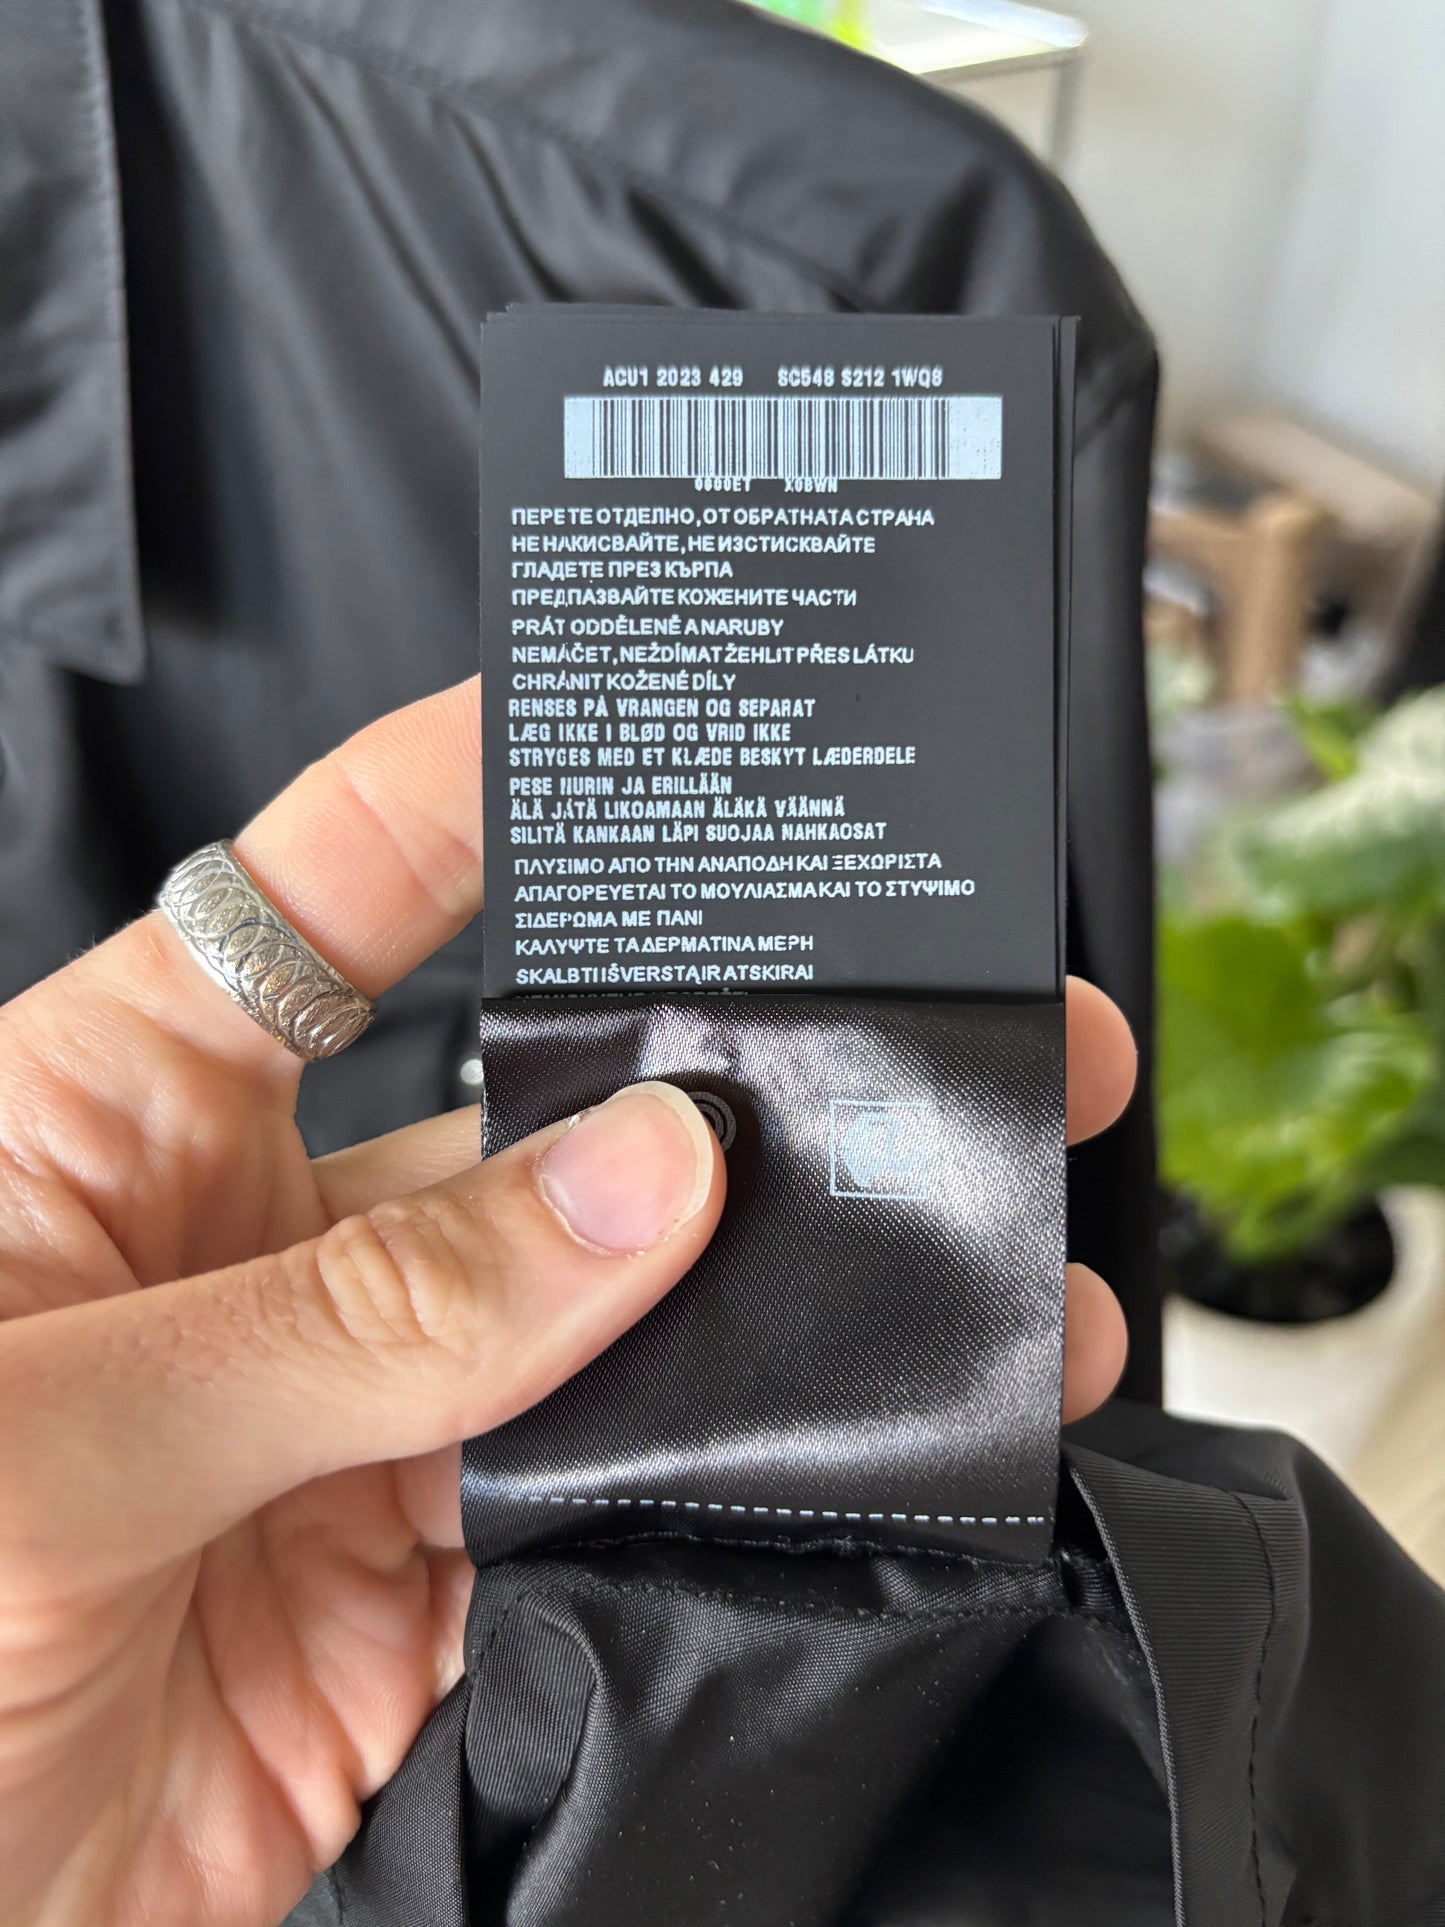 ACU1 2023 429 SC548 S212 1WQ8
ПЕРЕТЕ ОТДЕЛНО, ОТ ОБРАТНАТА СТРАНА
НЕ НАКИСВАЙТЕ, НЕ ИЗСТИСКВАЙТЕ
ГЛАДЕТЕ ПРЕЗ КЪРПА
ПРЕДПАЗВАЙТЕ КОЖЕНИТЕ ЧАСТИ
PRÁT ODDĚLENĚ A NARUBY
NEMÁČET, NEŽDÍMAT ŽEHLIT PŘES LÁTKU
CHRÁNIT KOŽENÉ DÍLY
RENSES PÅ VRANGEN OG SEPARAT
LÆG IKKE I BLØD OG VRID IKKE
STRYGES MED ET KLÆDE BESKYT LÆDERDELE
PESE NURIN JA ERILLÄÄN
ÄLÄ JÄTÄ LIKOAMAAN ÄLÄKÄ VÄÄNNÄ
SILITÄ KANKAAN LÄPI SUOJAA NAHKAOSAT
ΠΛΥΣΙΜΟ ΑΠΟ ΤΗΝ ΑΝΑΠΟΔΗ ΚΑΙ ΞΕΧΩΡΙΣΤΑ
ΑΠΑΓΟΡΕΥΕΤΑΙ ΤΟ ΜΟΥΛΙΑΣΜΑ ΚΑΙ ΤΟ ΣΤΥΨΙΜΟ
ΣΙΔΕΡΩΜΑ ΜΕ ΠΑΝΙ
ΚΑΛΥΨΤΕ ΤΑ ΔΕΡΜΑΤΙΝΑ ΜΕΡΗ
SKALBTI IŠVERSTĄ IR ATSKIRAI